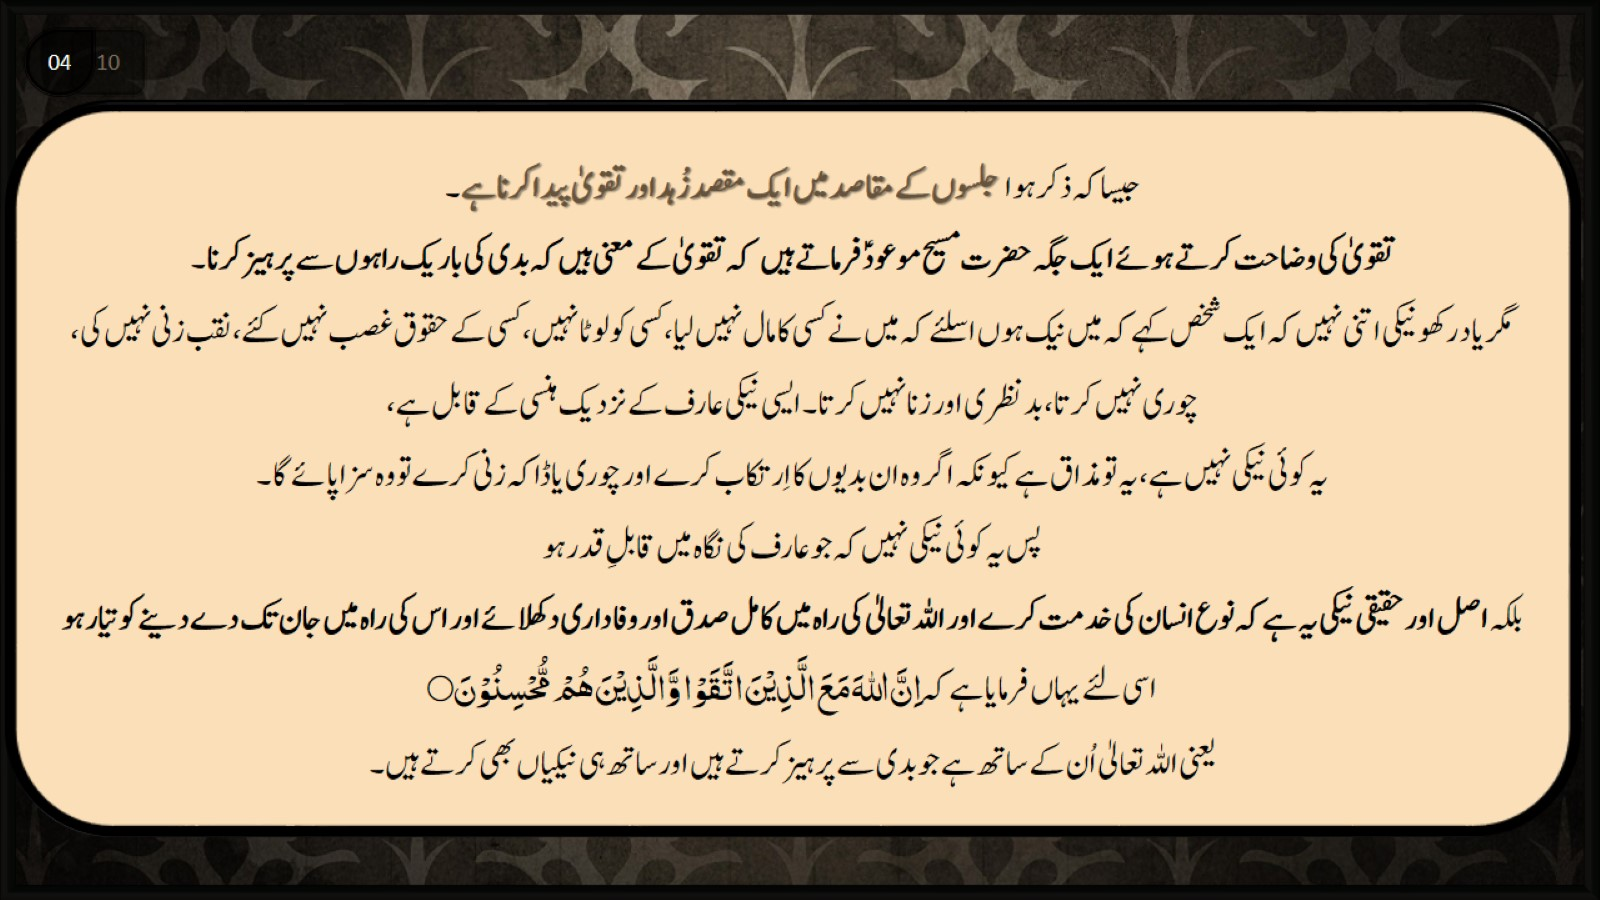 04 10
جیسا کہ ذکر ہوا جلسوں کے مقاصد میں ایک مقصد زُہد اور تقویٰ پیدا کرنا ہے۔
تقویٰ کی وضاحت کرتے ہوئے ایک جگہ حضرت مسیح موعودؑ فرماتے ہیں کہ تقویٰ کے معنی ہیں کہ بدی کی باریک راہوں سے پرہیز کرنا۔
مگر یاد رکھو نیکی اتنی نہیں کہ ایک شخص کہے کہ میں نیک ہوں اسلئے کہ میں نے کسی کا مال نہیں لیا، کسی کو لوٹا نہیں، کسی کے حقوق غصب نہیں کئے، نقب زنی نہیں کی،
چوری نہیں کرتا، بد نظری اور زنا نہیں کرتا۔ ایسی نیکی عارف کے نزدیک ہنسی کے قابل ہے،
یہ کوئی نیکی نہیں ہے، یہ تو مذاق ہے کیونکہ اگر وہ ان بدیوں کا اِرتکاب کرے اور چوری یا ڈاکہ زنی کرے تو وہ سزا پائے گا۔
پس یہ کوئی نیکی نہیں کہ جو عارف کی نگاہ میں قابلِ قدر ہو
بلکہ اصل اور حقیقی نیکی یہ ہے کہ نوع انسان کی خدمت کرے اور اللہ تعالیٰ کی راہ میں کامل صدق اور وفاداری دکھلائے اور اس کی راہ میں جان تک دے دینے کو تیار ہو
اسی لئے یہاں فرمایا ہے کہ اِنَّ اللّٰہَ مَعَ الَّذِیْنَ اتَّقَوْا وَّالَّذِیْنَ ھُمْ مُّحْسِنُوْنَ○
یعنی اللہ تعالیٰ اُن کے ساتھ ہے جو بدی سے پرہیز کرتے ہیں اور ساتھ ہی نیکیاں بھی کرتے ہیں۔